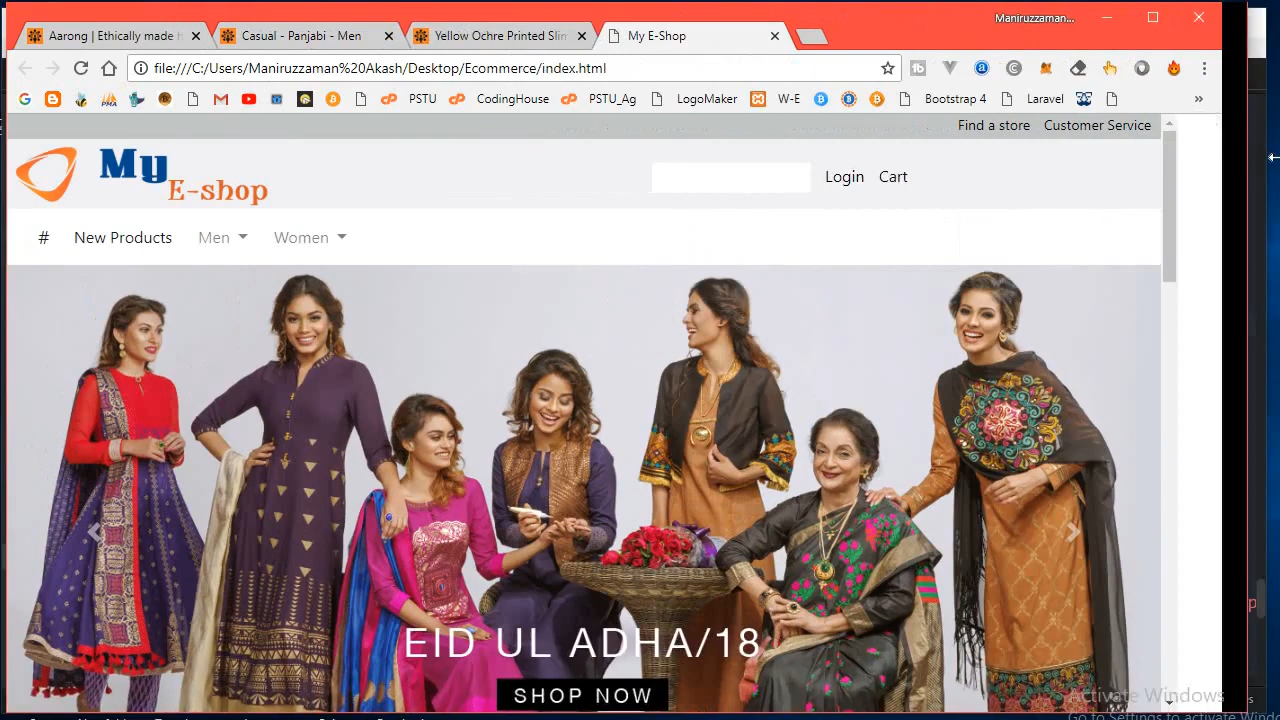 Maniruzzaman...
Aarong | Ethically made
Casual - Panjabi - Men
Yellow Ochre Printed Slim
My E-Shop
file:///C:/Users/Maniruzzaman%20Akash/Desktop/Ecommerce/index.html
PSTU
CodingHouse
PSTU_Ag
LogoMaker
W-E
Bootstrap 4
Laravel
»
Find a store
Customer Service
My
E-shop
Login
Cart
#
New Products
Men
Women
EID UL ADHA/18
SHOP NOW
Activate Windows
Go to Settings to activate Wind